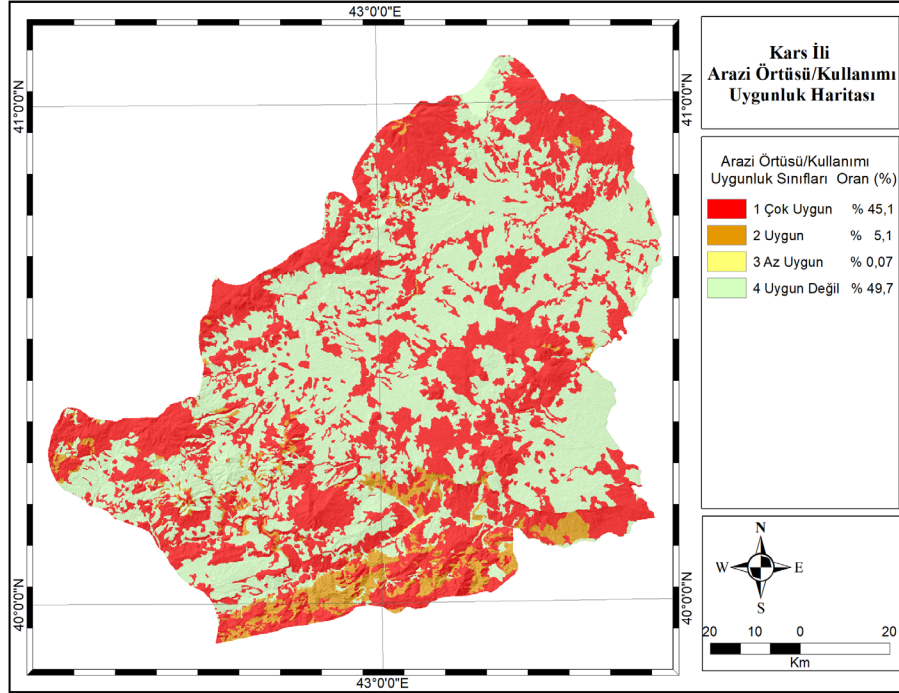 43°0'0"E
Kars İli
Arazi Örtüsü/Kullanımı
Uygunluk Haritası
41°0'0"N
41°0'0"N
Arazi Örtüsü/Kullanımı
Uygunluk Sınıfları Oran (%)
1 Çok Uygun % 45,1
2 Uygun % 5,1
3 Az Uygun % 0,07
4 Uygun Değil % 49,7
N
W E
S
40°0'0"N
40°0'0"N
20 10 0 20
Km
43°0'0"E